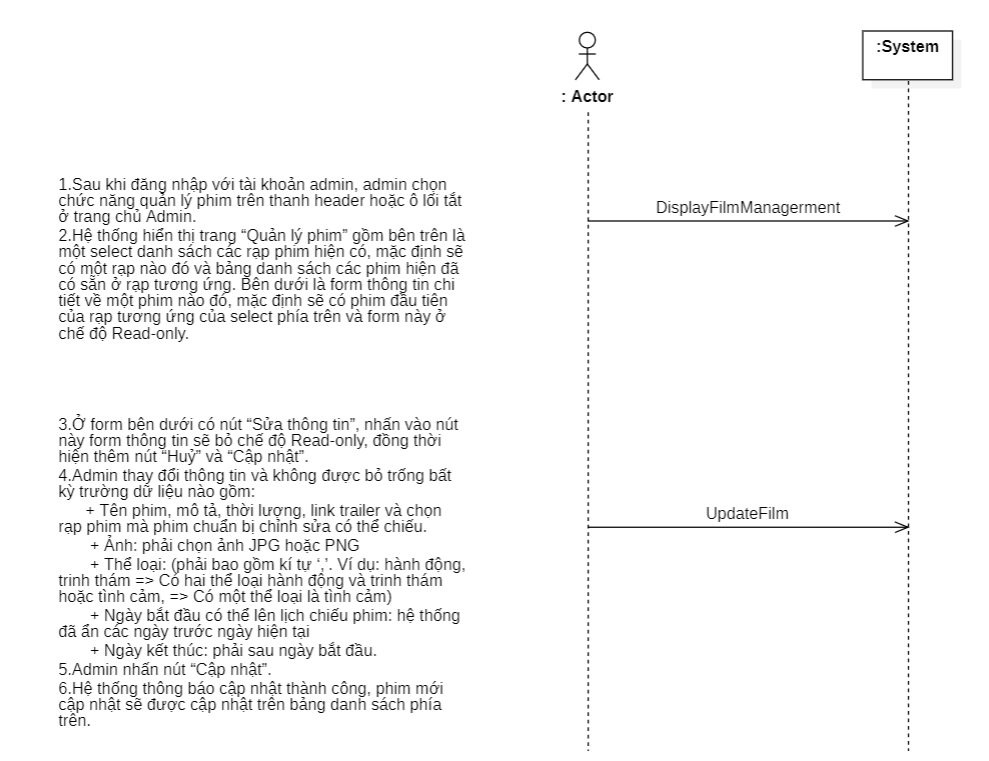 :System
: Actor
1.Sau khi đăng nhập với tài khoản admin, admin chọn
chức năng quản lý phim trên thanh header hoặc ô lối tắt
ở trang chủ Admin.
DisplayFilmManagerment
2.Hệ thống hiển thị trang “Quản lý phim” gồm bên trên là
một select danh sách các rạp phim hiện có, mặc định sẽ
có một rạp nào đó và bảng danh sách các phim hiện đã
có sẵn ở rạp tương ứng. Bên dưới là form thông tin chi
tiết về một phim nào đó, mặc định sẽ có phim đầu tiên
của rạp tương ứng của select phía trên và form này ở
chế độ Read-only.
3.Ở form bên dưới có nút “Sửa thông tin”, nhấn vào nút
này form thông tin sẽ bỏ chế độ Read-only, đồng thời
hiện thêm nút “Huỷ” và “Cập nhật”.
4.Admin thay đổi thông tin và không được bỏ trống bất
kỳ trường dữ liệu nào gồm:
+ Tên phim, mô tả, thời lượng, link trailer và chọn
rạp phim mà phim chuẩn bị chỉnh sửa có thể chiếu.
UpdateFilm
+ Ảnh: phải chọn ảnh JPG hoặc PNG
+ Thể loại: (phải bao gồm kí tự ‘,’. Ví dụ: hành động,
trinh thám => Có hai thể loại hành động và trinh thám
hoặc tình cảm, => Có một thể loại là tình cảm)
+ Ngày bắt đầu có thể lên lịch chiếu phim: hệ thống
đã ẩn các ngày trước ngày hiện tại
+ Ngày kết thúc: phải sau ngày bắt đầu.
5.Admin nhấn nút “Cập nhật”.
6.Hệ thống thông báo cập nhật thành công, phim mới
cập nhật sẽ được cập nhật trên bảng danh sách phía
trên.